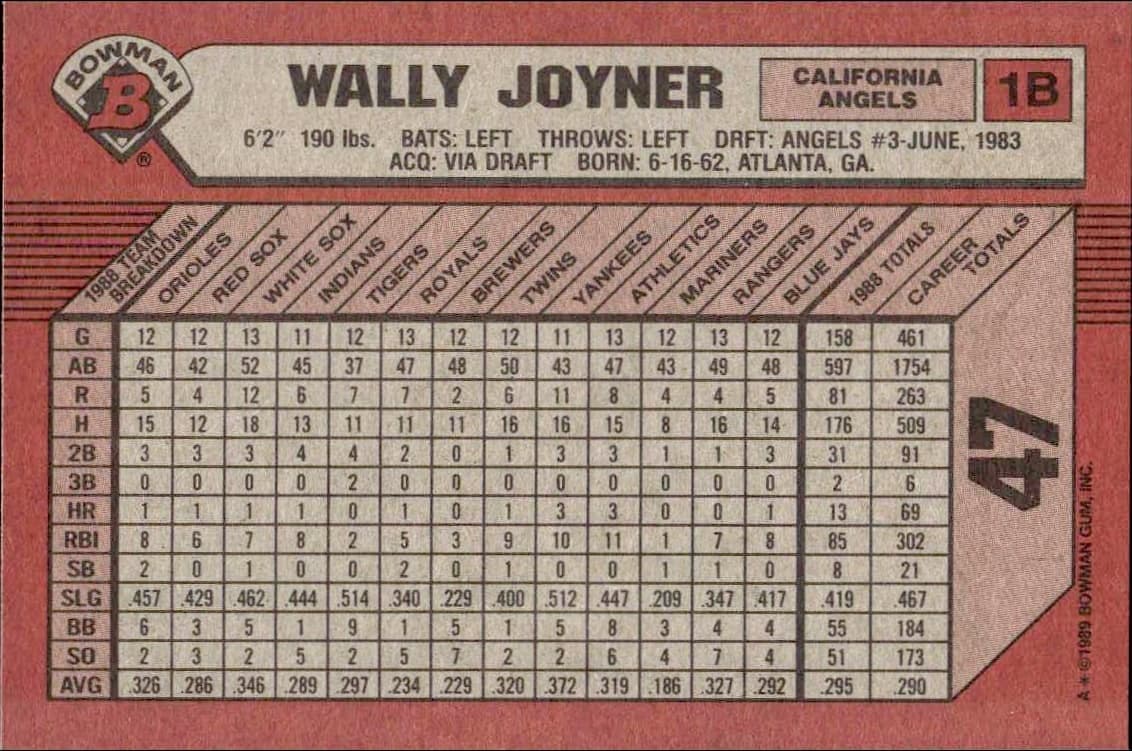 BOWMAN
B
®
WALLY JOYNER
CALIFORNIA
ANGELS
1B
6'2" 190 lbs. BATS: LEFT THROWS: LEFT DRFT: ANGELS #3-JUNE, 1983
ACQ: VIA DRAFT BORN: 6-16-62, ATLANTA, GA.
1988 TEAM
BREAKDOWN
ORIOLES
RED SOX
WHITE SOX
INDIANS
TIGERS
ROYALS
BREWERS
TWINS
YANKEES
ATHLETICS
MARINERS
RANGERS
BLUE JAYS
1988 TOTALS
CAREER
TOTALS
G 12 12 13 11 12 13 12 12 11 13 12 13 12 158 461
AB 46 42 52 45 37 47 48 50 43 47 43 49 48 597 1754
R 5 4 12 6 7 7 2 6 11 8 4 4 5 81 263
H 15 12 18 13 11 11 11 16 16 15 8 16 14 176 509
2B 3 3 3 4 4 2 0 1 3 3 1 1 3 31 91
3B 0 0 0 0 2 0 0 0 0 0 0 0 0 2 6
HR 1 1 1 1 0 1 0 1 3 3 0 0 1 13 69
RBI 8 6 7 8 2 5 3 9 10 11 1 7 8 85 302
SB 2 0 1 0 0 2 0 1 0 0 1 1 0 8 21
SLG .457 .429 .462 .444 .514 .340 .229 .400 .512 .447 .209 .347 .417 .419 .467
BB 6 3 5 1 9 1 5 1 5 8 3 4 4 55 184
SO 2 3 2 5 2 5 7 2 2 6 4 7 4 51 173
AVG .326 .286 .346 .289 .297 .234 .229 .320 .372 .319 .186 .327 .292 .295 .290
47
A*©1989 BOWMAN GUM, INC.